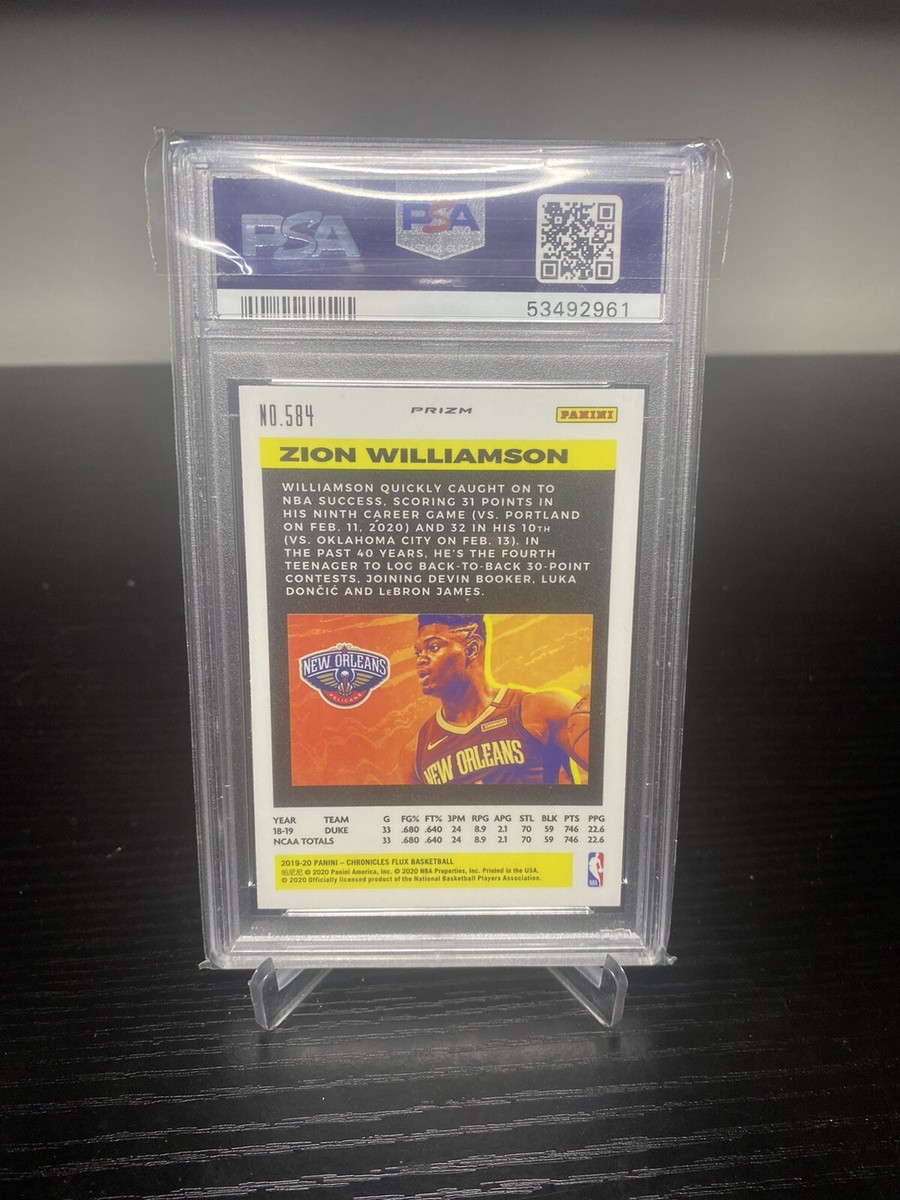 PSA
PSA
53492961
NO.584
PRIZM
PANINI
ZION WILLIAMSON
WILLIAMSON QUICKLY CAUGHT ON TO
NBA SUCCESS, SCORING 31 POINTS IN
HIS NINTH CAREER GAME (VS. PORTLAND
ON FEB. 11, 2020) AND 32 IN HIS 10TH
(VS. OKLAHOMA CITY ON FEB. 13). IN
THE PAST 40 YEARS, HE'S THE FOURTH
TEENAGER TO LOG BACK-TO-BACK 30-POINT
CONTESTS, JOINING DEVIN BOOKER, LUKA
DONČIĆ AND LEBRON JAMES.
NEW ORLEANS
PELICANS
NEW ORLEANS
YEAR TEAM G FG% FT% 3PM RPG APG STL BLK PTS PPG
18-19 DUKE 33 .680 .640 24 8.9 2.1 70 59 746 22.6
NCAA TOTALS 33 .680 .640 24 8.9 2.1 70 59 746 22.6
2019-20 PANINI – CHRONICLES FLUX BASKETBALL
帕尼尼 © 2020 Panini America, Inc. © 2020 NBA Properties, Inc. Printed in the USA.
© 2020 Officially licensed product of the National Basketball Players Association.
NBA